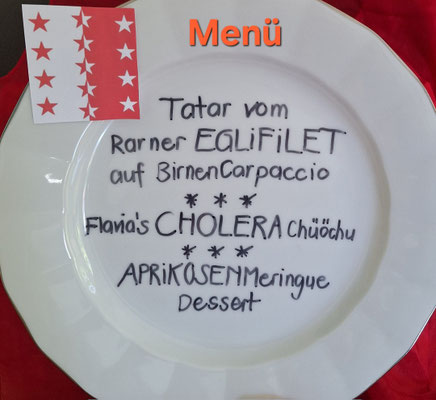 Menü
Tatar vom
Rarner EGLiFiLET
auf BirnenCarpaccio
* * *
Flavia's CHOLERA Chüöchu
* * *
APRiKOSENMeringue
Dessert